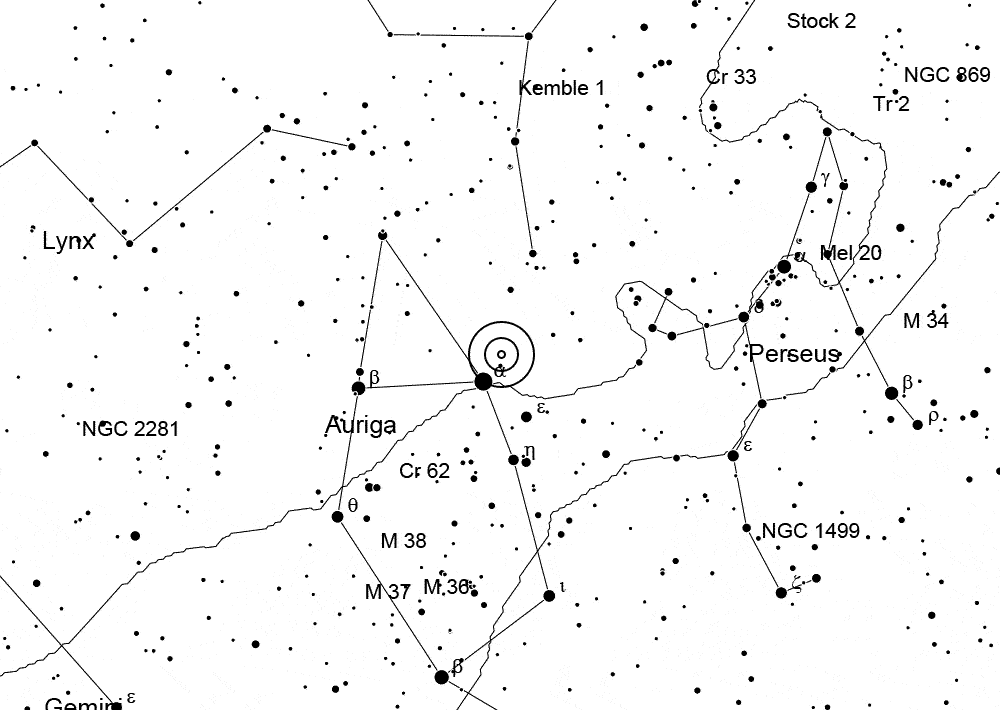 Stock 2
Cr 33
NGC 869
Kemble 1
Tr 2
γ
Lynx
α
Mel 20
δ
M 34
Perseus
α
β
β
ε
ρ
Auriga
NGC 2281
η
ε
Cr 62
θ
NGC 1499
M 38
ζ
M 37
M 36
ι
β
ε
Gemini